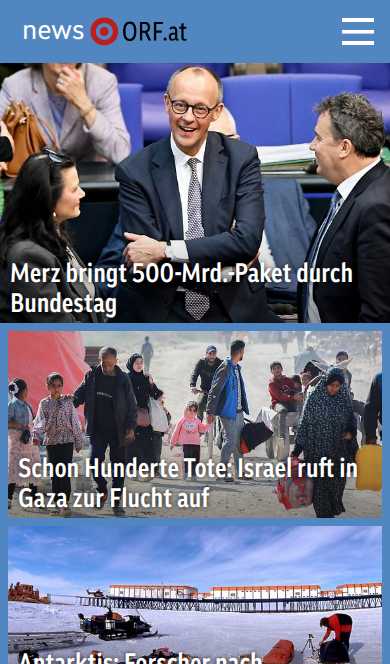 news ORF.at
Merz bringt 500-Mrd.-Paket durch
Bundestag
Schon Hunderte Tote: Israel ruft in
Gaza zur Flucht auf
Antarktis: Forscher nach